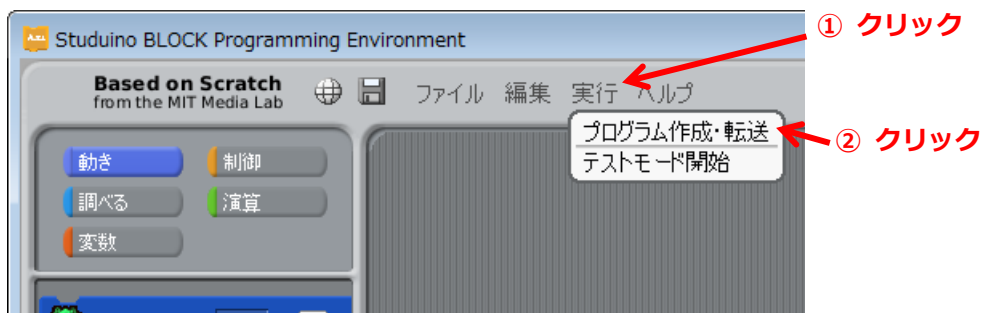 ① クリック
Studuino BLOCK Programming Environment
Based on Scratch
from the MIT Media Lab
ファイル 編集 実行 ヘルプ
プログラム作成・転送
② クリック
テストモード開始
動き 制御
調べる 演算
変数